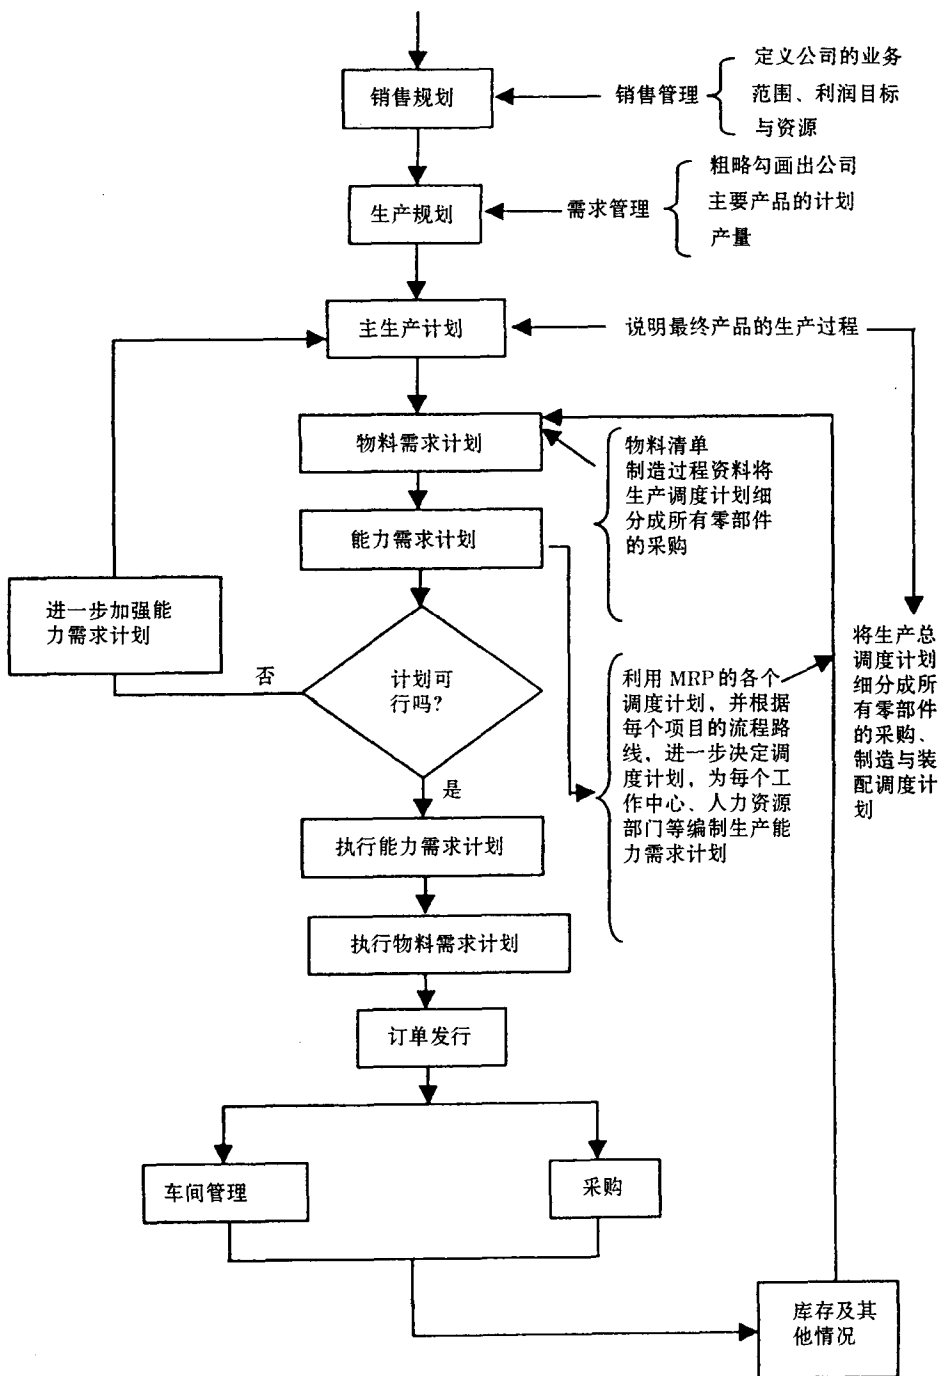 销售规划
销售管理
定义公司的业务
范围、利润目标
与资源
生产规划
需求管理
粗略勾画出公司
主要产品的计划
产量
主生产计划
说明最终产品的生产过程
物料需求计划
物料清单
制造过程资料将
生产调度计划细
分成所有零部件
的采购
能力需求计划
进一步加强能
力需求计划
否
计划可
行吗?
是
利用 MRP 的各个
调度计划，并根据
每个项目的流程路
线，进一步决定调
度计划，为每个工
作中心、人力资源
部门等编制生产能
力需求计划
将生产总
调度计划
细分成所
有零部件
的采购、
制造与装
配调度计
划
执行能力需求计划
执行物料需求计划
订单发行
车间管理
采购
库存及其
他情况